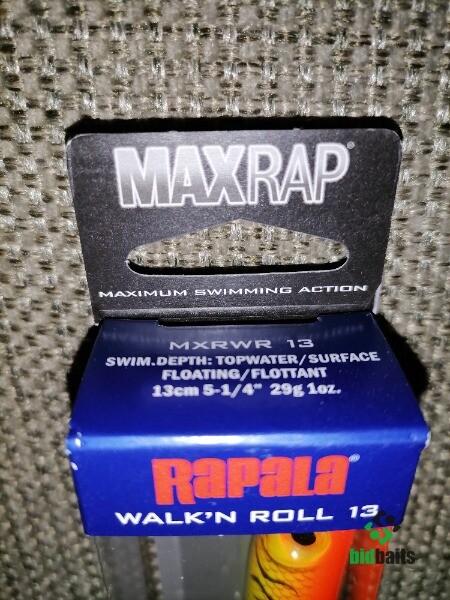 MAXRAP®
MAXIMUM SWIMMING ACTION
MXRWR 13
SWIM.DEPTH: TOPWATER/SURFACE
FLOATING/FLOTTANT
13cm 5-1/4" 29g 1oz.
RAPALA®
WALK'N ROLL 13
bidbaits